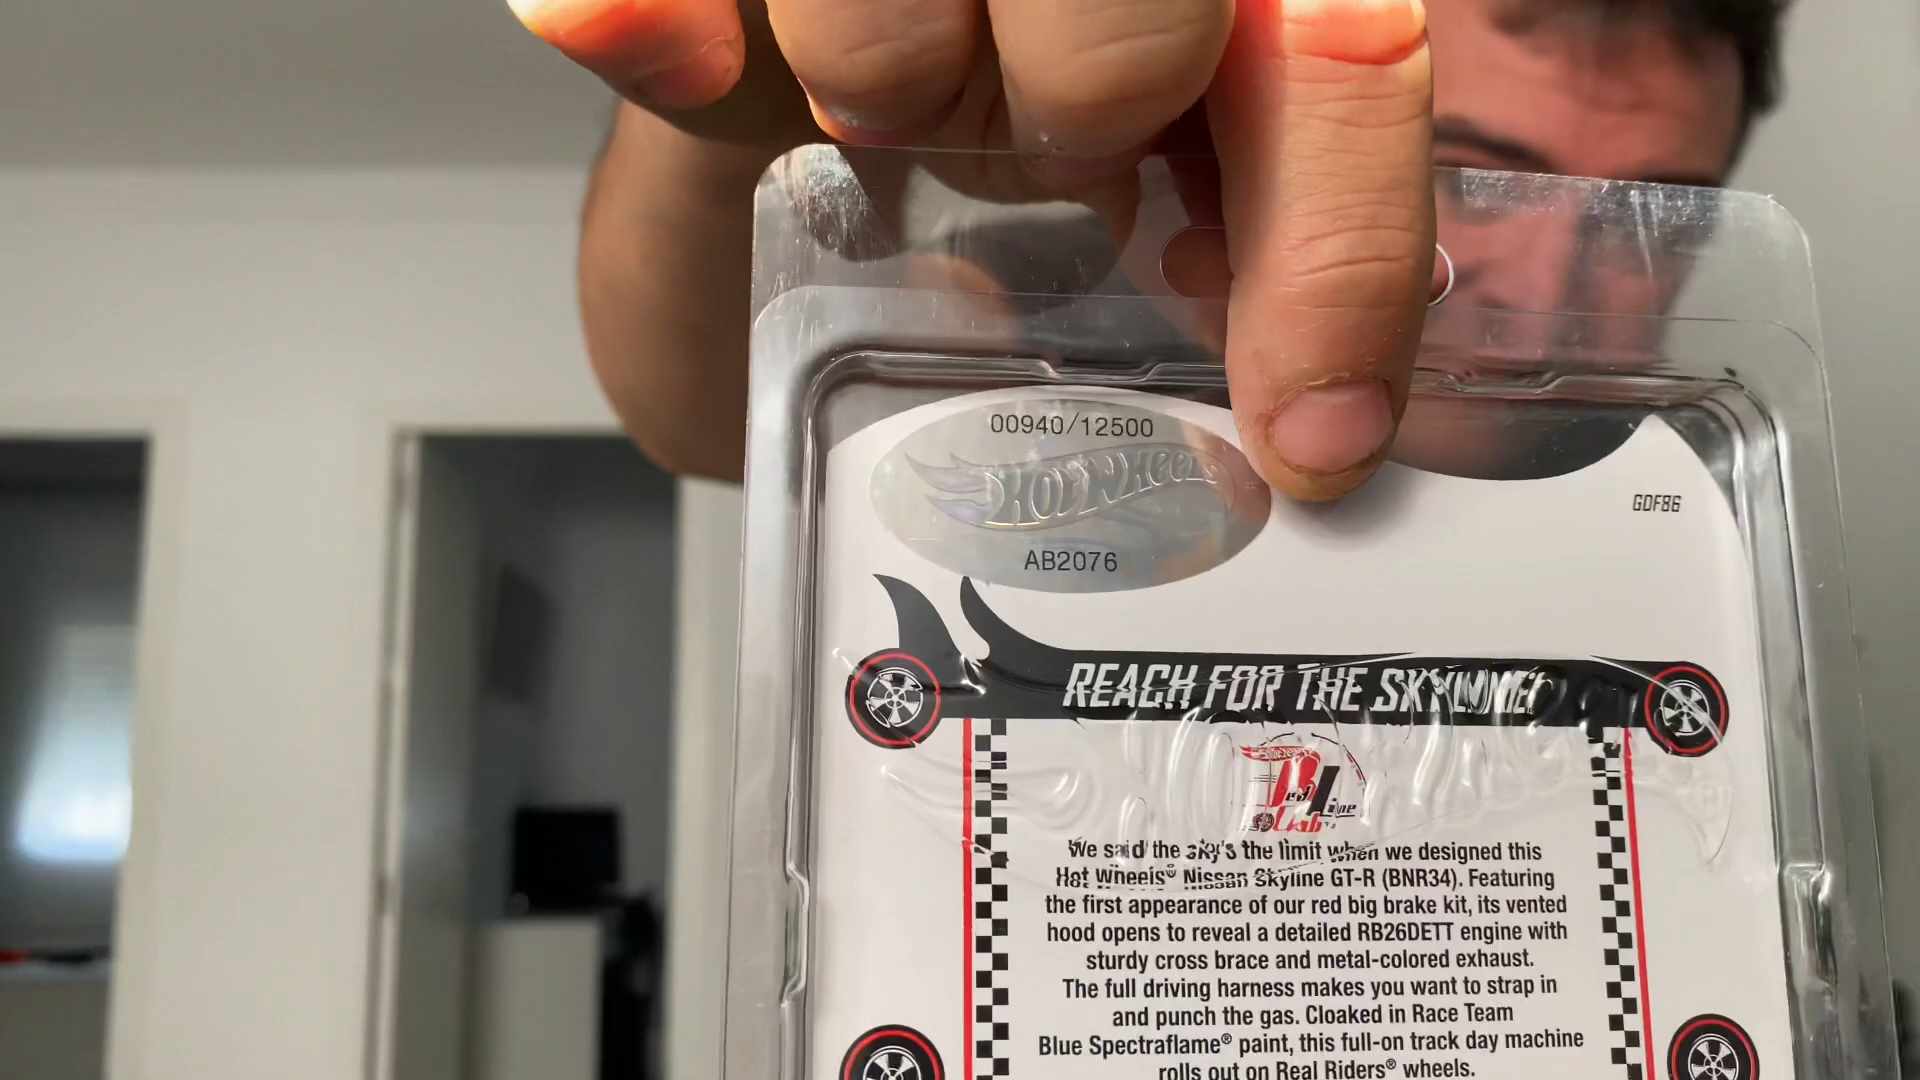 00940/12500
HOT WHEELS
AB2076
GDF86
REACH FOR THE SKYLINE!
Red Line
Club
We said the sky's the limit when we designed this
Hot Wheels® Nissan Skyline GT-R (BNR34). Featuring
the first appearance of our red big brake kit, its vented
hood opens to reveal a detailed RB26DETT engine with
sturdy cross brace and metal-colored exhaust.
The full driving harness makes you want to strap in
and punch the gas. Cloaked in Race Team
Blue Spectraflame® paint, this full-on track day machine
rolls out on Real Riders® wheels.